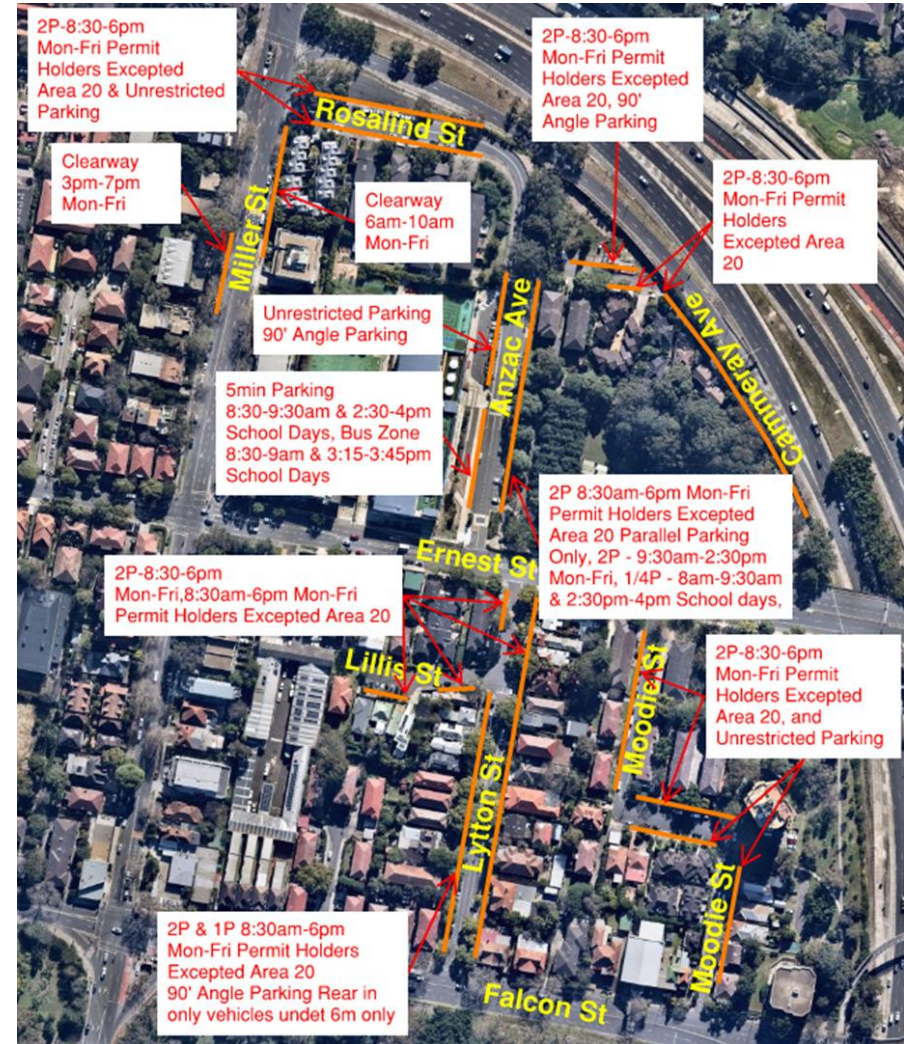 2P-8:30-6pm
Mon-Fri Permit
Holders Excepted
Area 20 & Unrestricted
Parking
2P-8:30-6pm
Mon-Fri Permit
Holders Excepted
Area 20, 90'
Angle Parking
Rosalind St
Clearway
3pm-7pm
Mon-Fri
Clearway
6am-10am
Mon-Fri
2P-8:30-6pm
Mon-Fri Permit
Holders
Excepted Area
20
Miller St
Unrestricted Parking
90' Angle Parking
Anzac Ave
Cammeray Ave
5min Parking
8:30-9:30am & 2:30-4pm
School Days, Bus Zone
8:30-9am & 3:15-3:45pm
School Days
2P 8:30am-6pm Mon-Fri
Permit Holders Excepted
Area 20 Parallel Parking
Only, 2P - 9:30am-2:30pm
Mon-Fri, 1/4P - 8am-9:30am
& 2:30pm-4pm School days,
Ernest St
2P-8:30-6pm
Mon-Fri,8:30am-6pm Mon-Fri
Permit Holders Excepted Area 20
Lillis St
Moodie St
2P-8:30-6pm
Mon-Fri Permit
Holders Excepted
Area 20, and
Unrestricted Parking
Lytton St
Moodie St
2P & 1P 8:30am-6pm
Mon-Fri Permit Holders
Excepted Area 20
90' Angle Parking Rear in
only vehicles undet 6m only
Falcon St